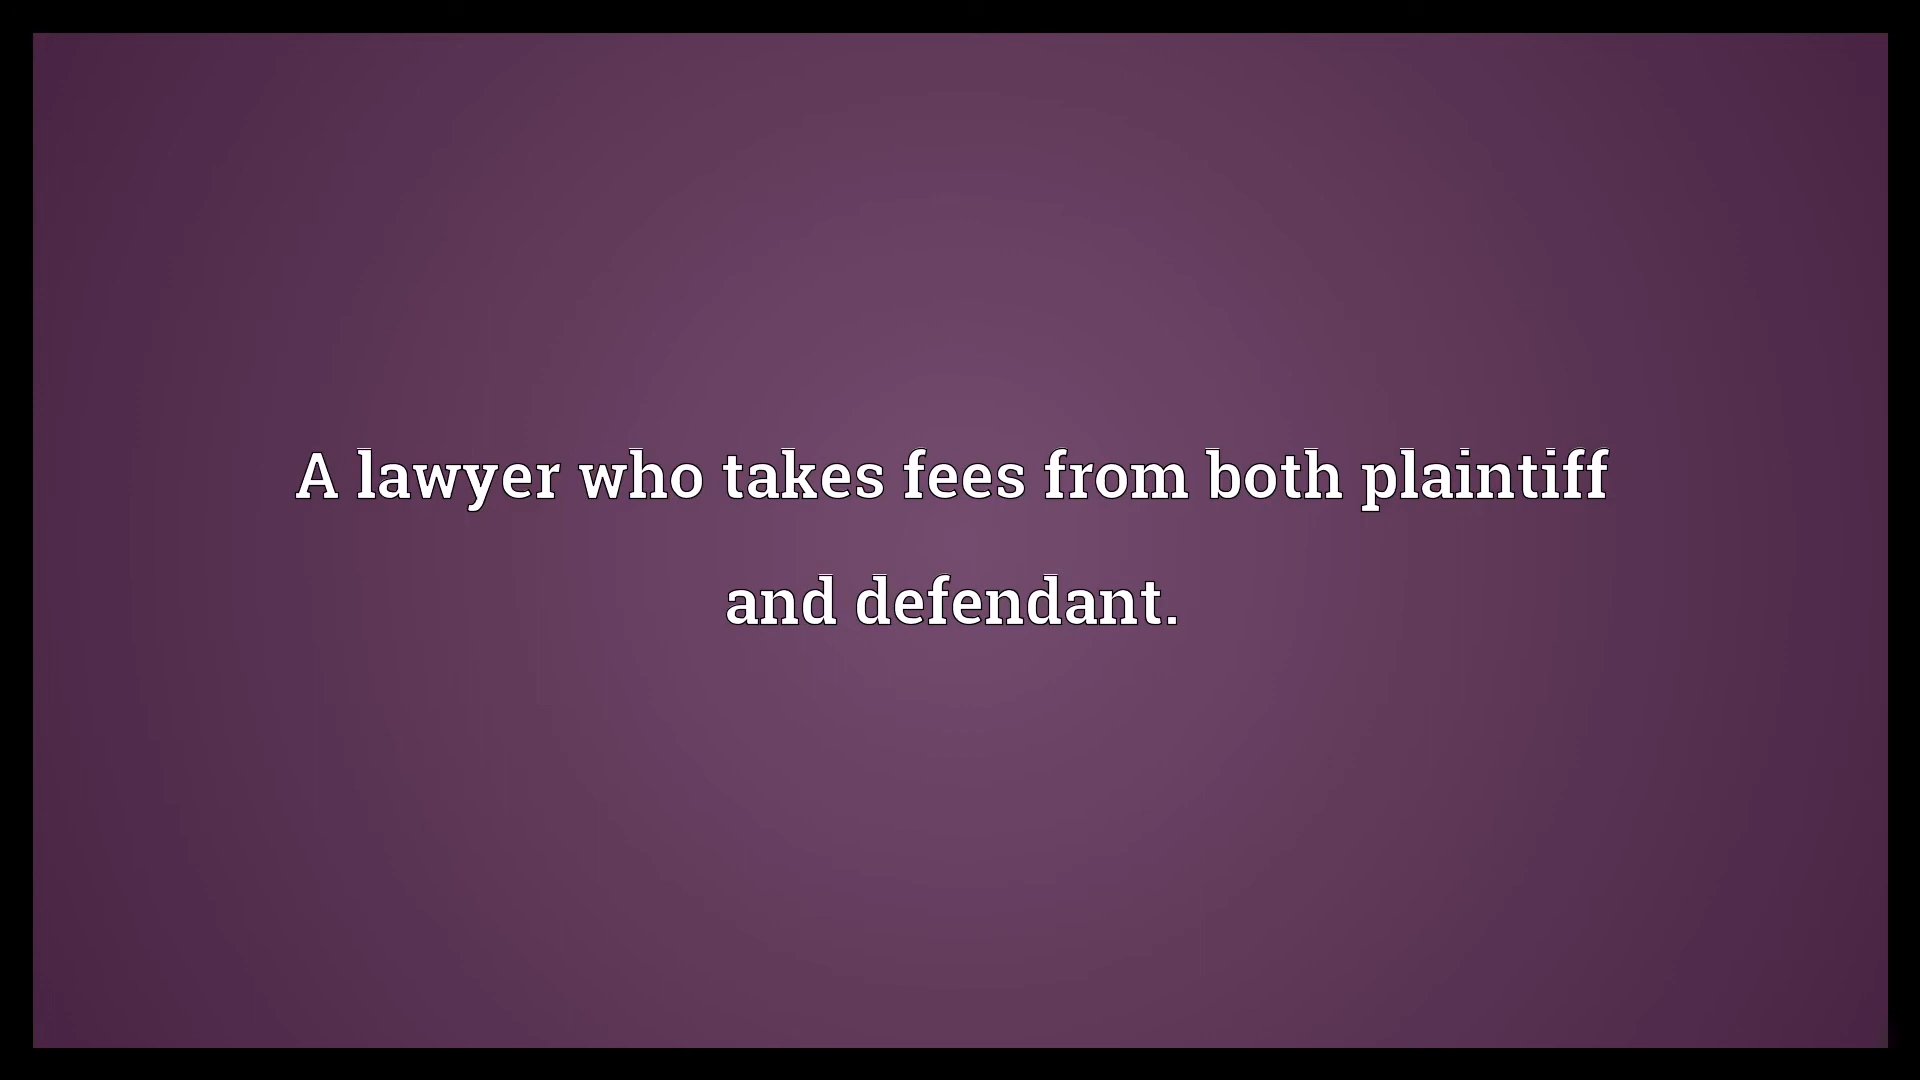 A lawyer who takes fees from both plaintiff
and defendant.